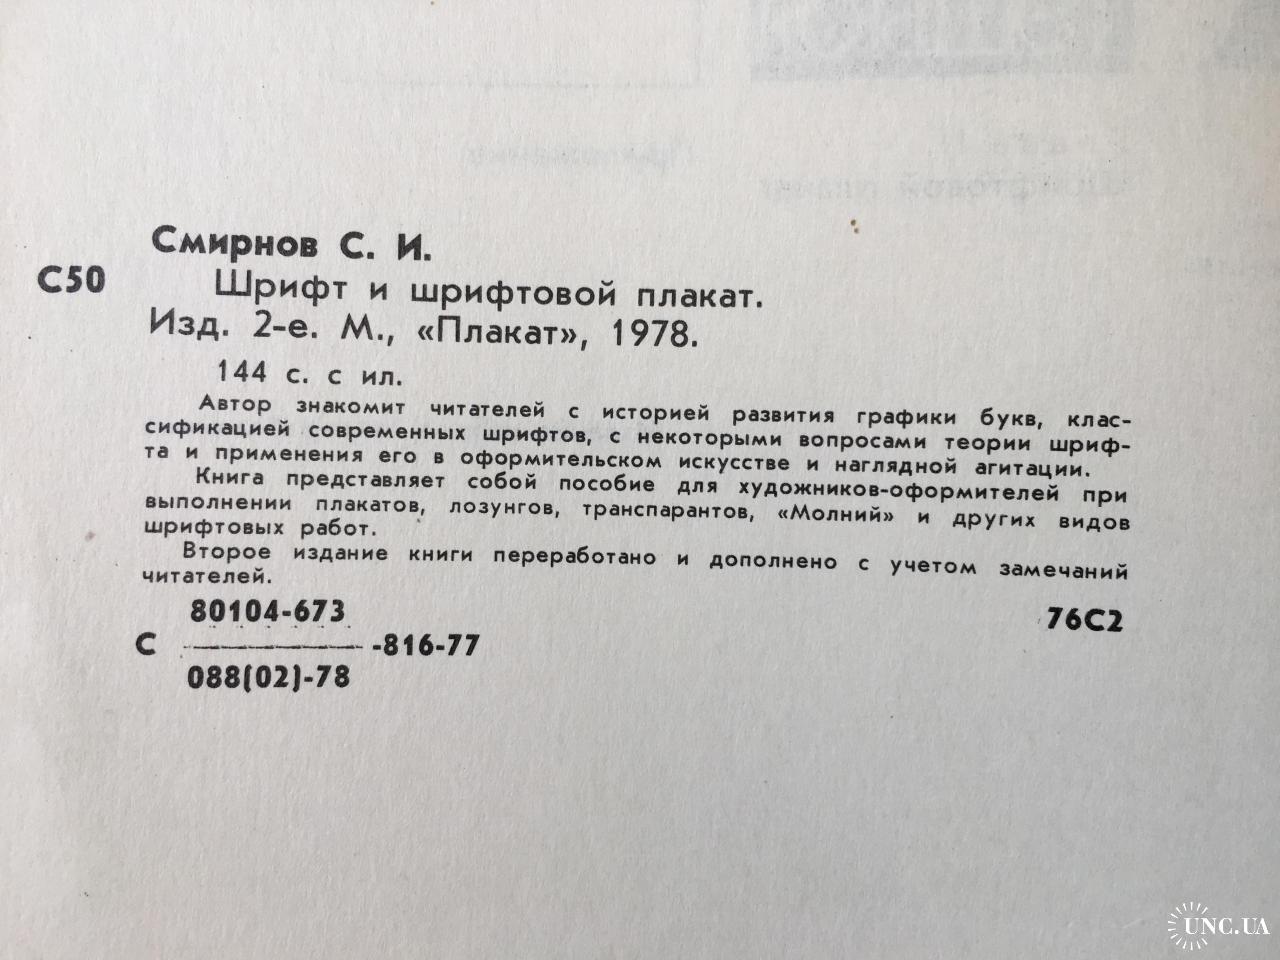 Смирнов С. И.
С50
Шрифт и шрифтовой плакат.
Изд. 2-е. М., «Плакат», 1978.
144 с. с ил.
Автор знакомит читателей с историей развития графики букв, клас-
сификацией современных шрифтов, с некоторыми вопросами теории шриф-
та и применения его в оформительском искусстве и наглядной агитации.
Книга представляет собой пособие для художников-оформителей при
выполнении плакатов, лозунгов, транспарантов, «Молний» и других видов
шрифтовых работ.
Второе издание книги переработано и дополнено с учетом замечаний
читателей.
80104-673
С -816-77
088(02)-78
76С2
UNC.UA